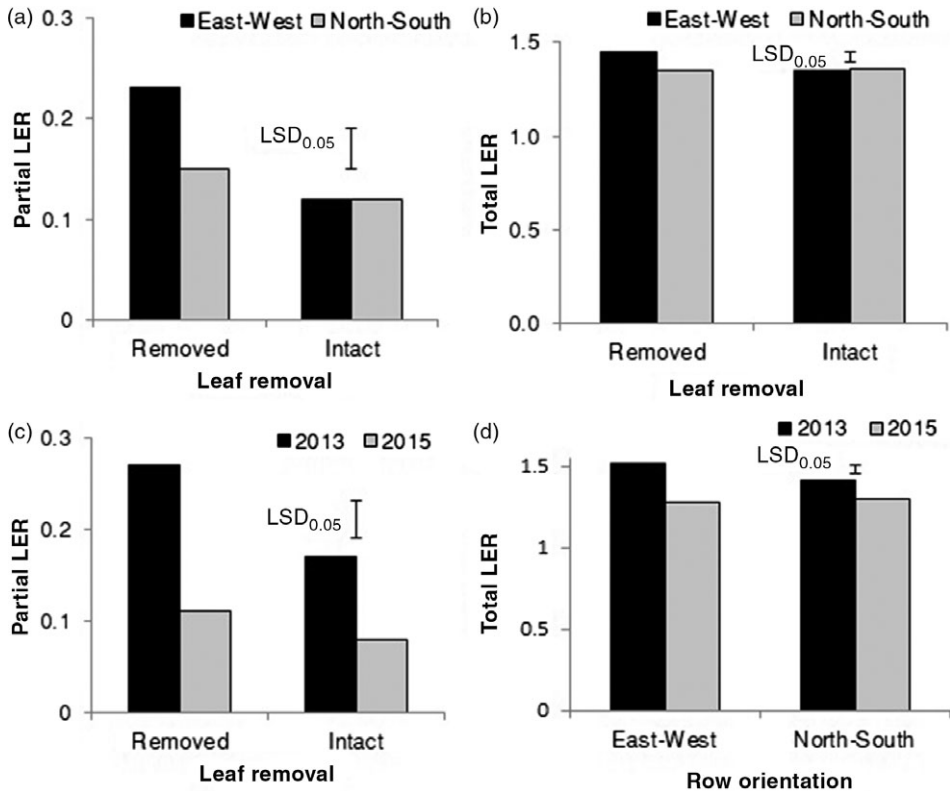 (a)
East-West North-South
Partial LER
0.2
0.1
0
LSD0.05
Removed Intact
Leaf removal
(b)
East-West North-South
Total LER
1.5
1.0
0.5
0.0
LSD0.05
Removed Intact
Leaf removal
(c)
2013 2015
Partial LER
0.3
0.2
0.1
0
LSD0.05
Removed Intact
Leaf removal
(d)
2013 2015
Total LER
1.5
1
0.5
0
LSD0.05
East-West North-South
Row orientation